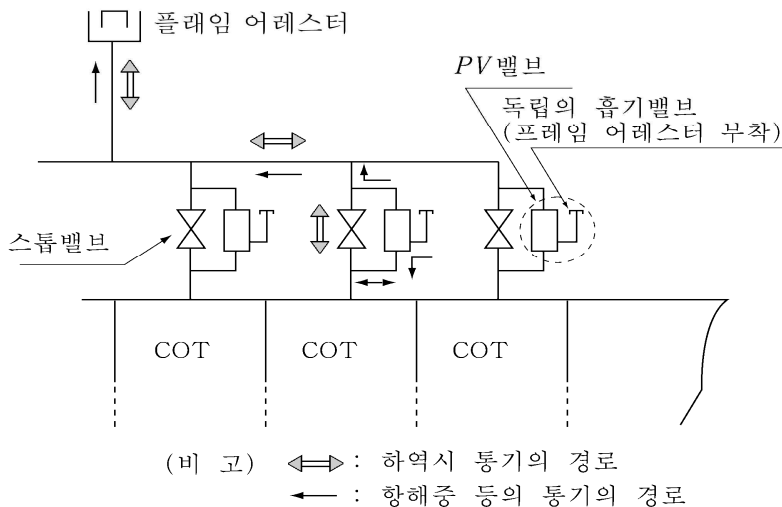 플래임 어레스터
PV밸브
독립의 흡기밸브
(프레임 어레스터 부착)
스톱밸브
COT COT COT
(비 고) : 하역시 통기의 경로
: 항해중 등의 통기의 경로